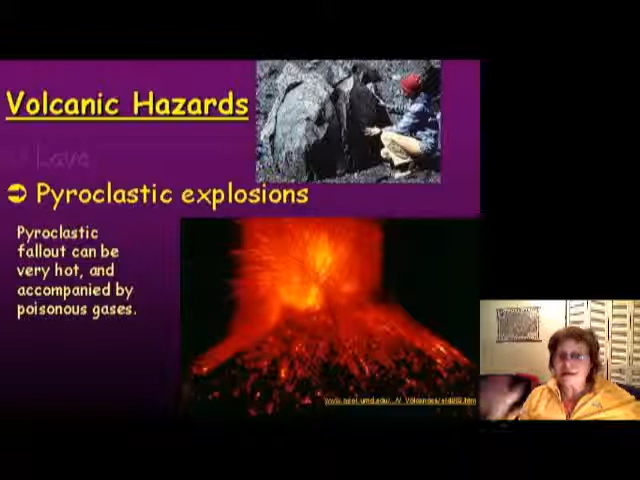 Volcanic Hazards
Lava
➲ Pyroclastic explosions
Pyroclastic
fallout can be
very hot, and
accompanied by
poisonous gases.